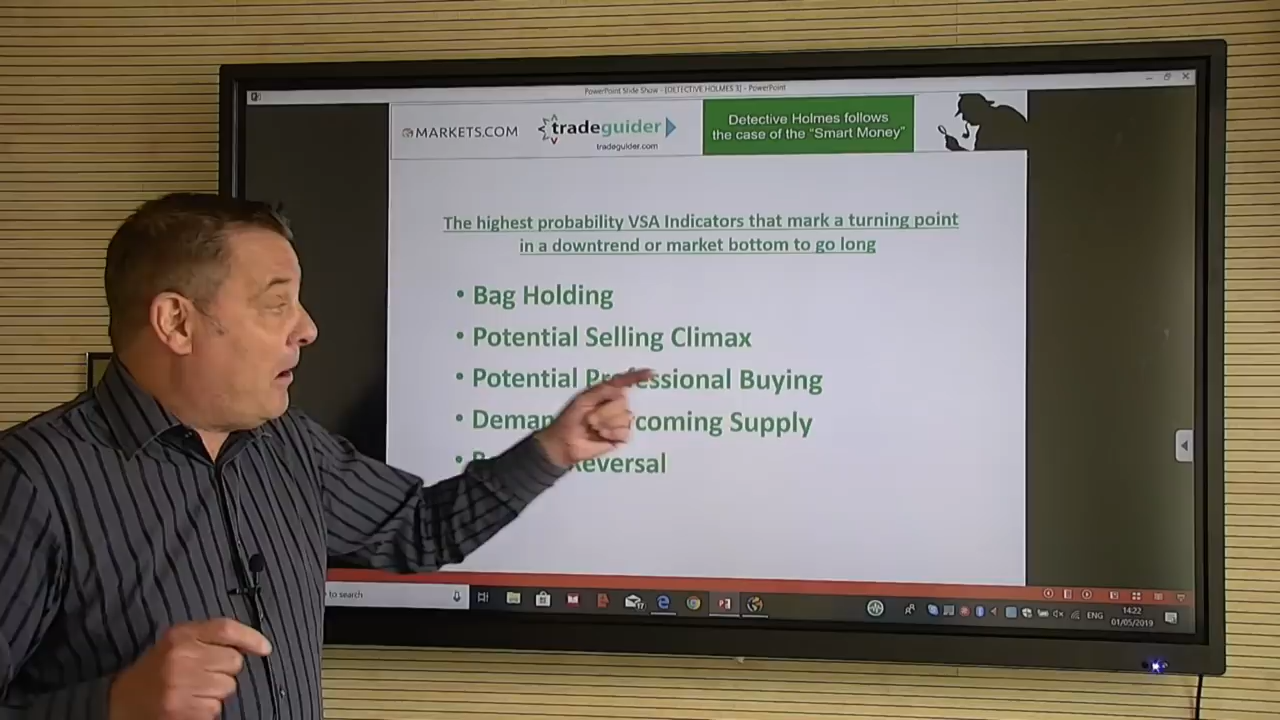 PowerPoint Slide Show - [DETECTIVE HOLMES 3] - PowerPoint
MARKETS.COM
tradeguider
tradeguider.com
Detective Holmes follows
the case of the "Smart Money"
The highest probability VSA Indicators that mark a turning point
in a downtrend or market bottom to go long
• Bag Holding
• Potential Selling Climax
• Potential Professional Buying
• Overcoming Supply
• Reversal
to search
ENG
14:22
01/05/2019